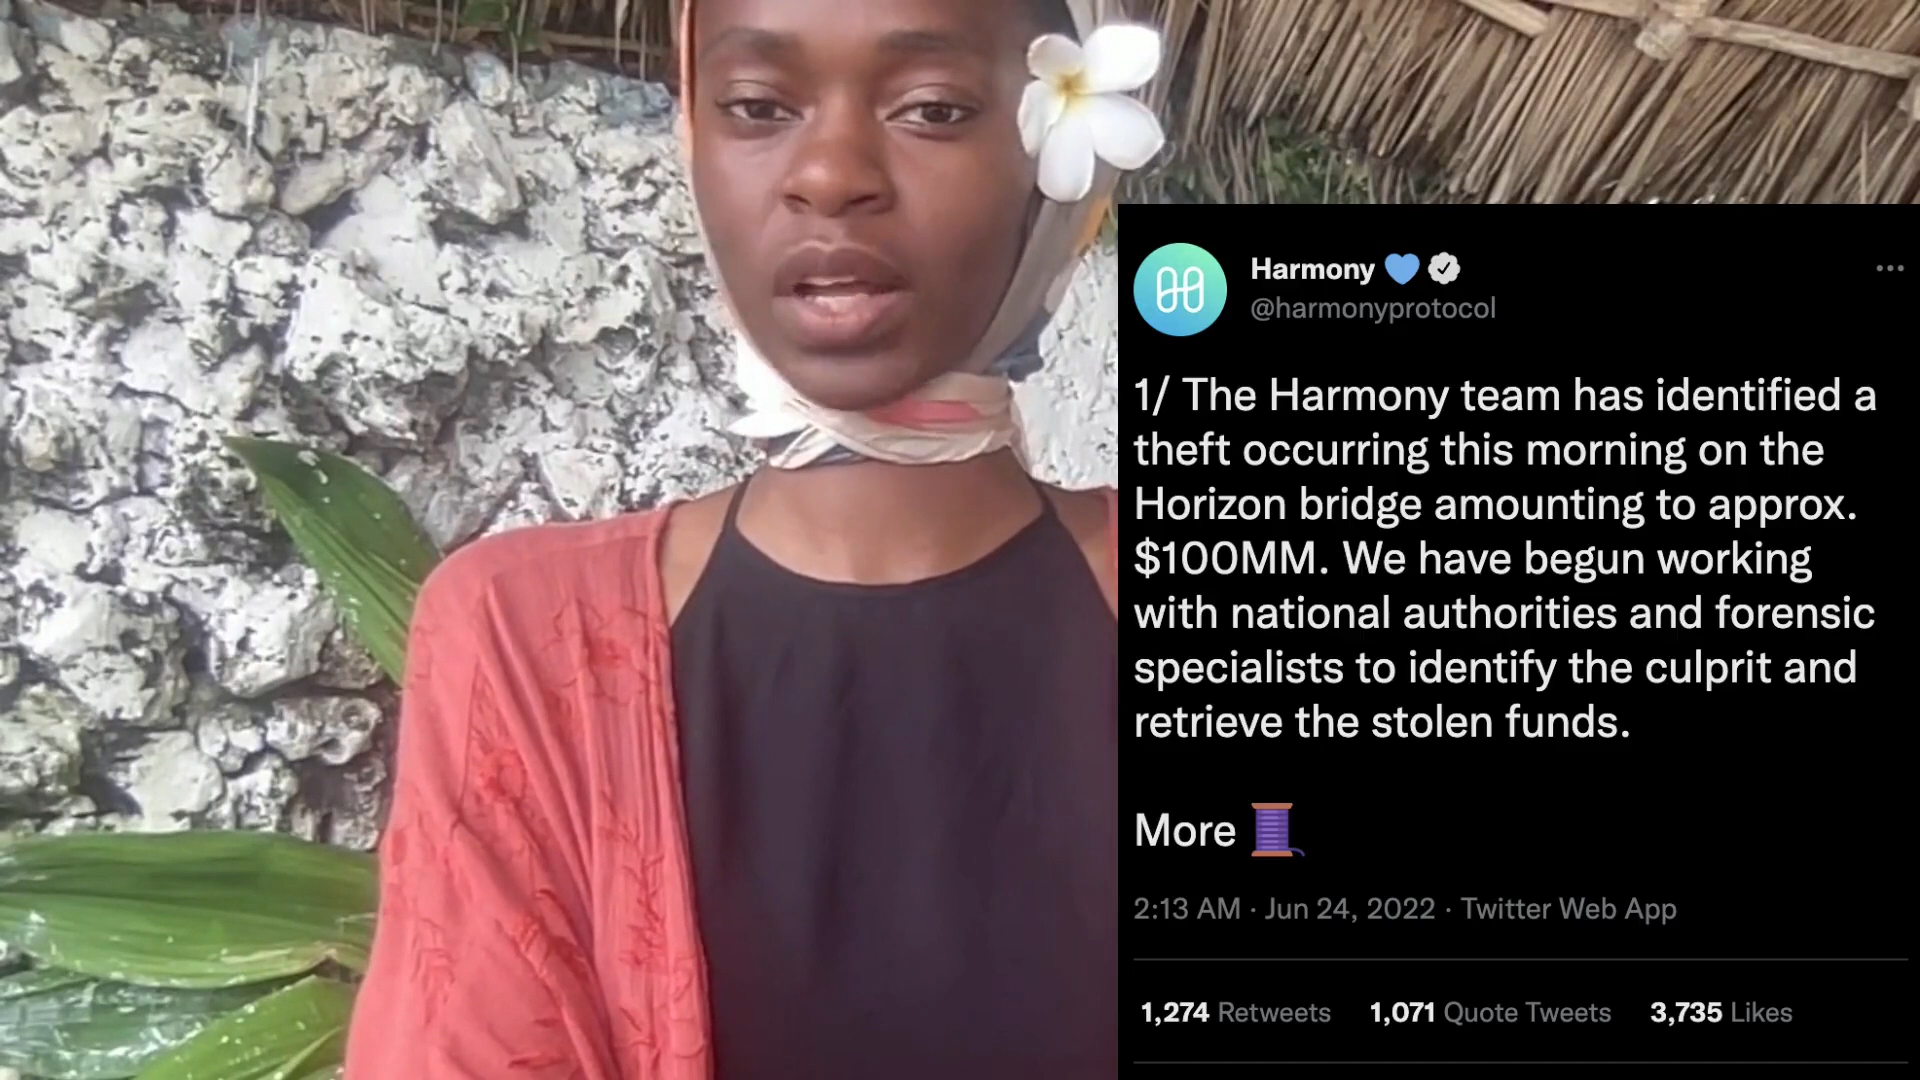 Harmony 💙
@harmonyprotocol
1/ The Harmony team has identified a
theft occurring this morning on the
Horizon bridge amounting to approx.
$100MM. We have begun working
with national authorities and forensic
specialists to identify the culprit and
retrieve the stolen funds.
More 🧵
2:13 AM · Jun 24, 2022 · Twitter Web App
1,274 Retweets 1,071 Quote Tweets 3,735 Likes